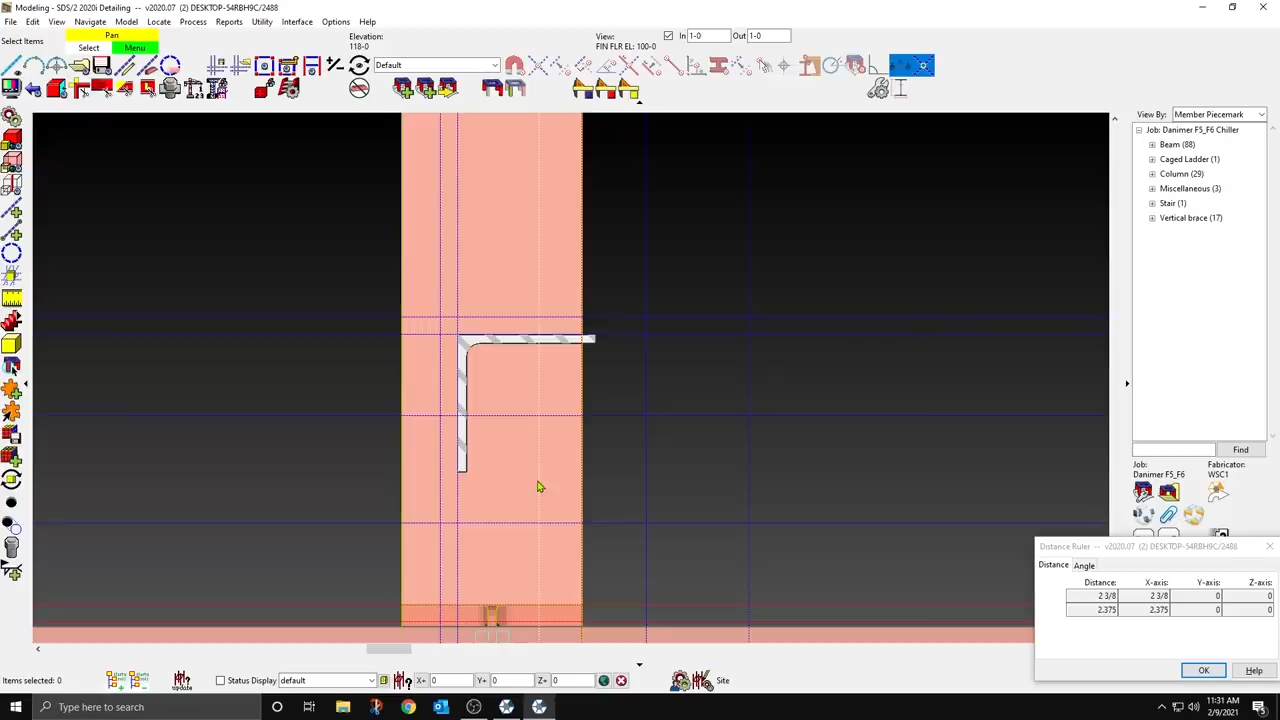 Modeling - SDS/2 2020i Detailing -- v2020.07 (2) DESKTOP-54RBH9C/2488
File Edit View Navigate Model Locate Process Reports Utility Interface Options Help
Select Items
Pan
Select Menu
Elevation:
118-0
View:
FIN FLR EL: 100-0
In 1-0 Out 1-0
Default
View By: Member Piecemark
Job: Danimer F5_F6 Chiller
Beam (88)
Caged Ladder (1)
Column (29)
Miscellaneous (3)
Stair (1)
Vertical brace (17)
Find
Job: Fabricator:
Danimer F5_F6 WSC1
Distance Ruler -- v2020.07 (2) DESKTOP-54RBH9C/2488
Distance Angle
Distance: X-axis: Y-axis: Z-axis:
2 3/8 2 3/8 0 0
2.375 2.375 0 0
OK Help
Items selected: 0
update
Status Display default
X+ 0 Y+ 0 Z+ 0
Site
Type here to search
11:31 AM
2/9/2021
5